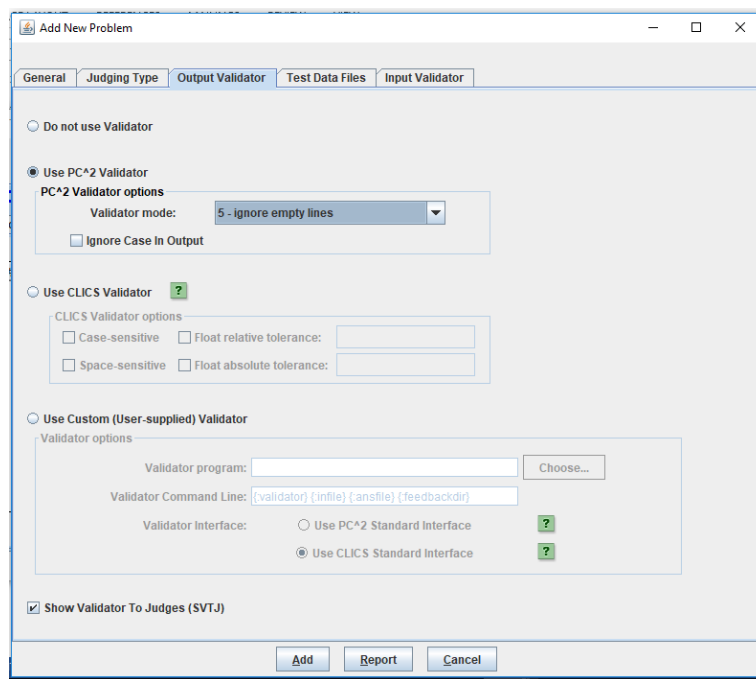 Add New Problem
General Judging Type Output Validator Test Data Files Input Validator
Do not use Validator
Use PC^2 Validator
PC^2 Validator options
Validator mode: 5 - ignore empty lines
Ignore Case In Output
Use CLICS Validator ?
CLICS Validator options
Case-sensitive Float relative tolerance:
Space-sensitive Float absolute tolerance:
Use Custom (User-supplied) Validator
Validator options
Validator program: Choose...
Validator Command Line: {:validator} {:infile} {:ansfile} {:feedbackdir}
Validator Interface: Use PC^2 Standard Interface ?
Use CLICS Standard Interface ?
Show Validator To Judges (SVTJ)
Add Report Cancel